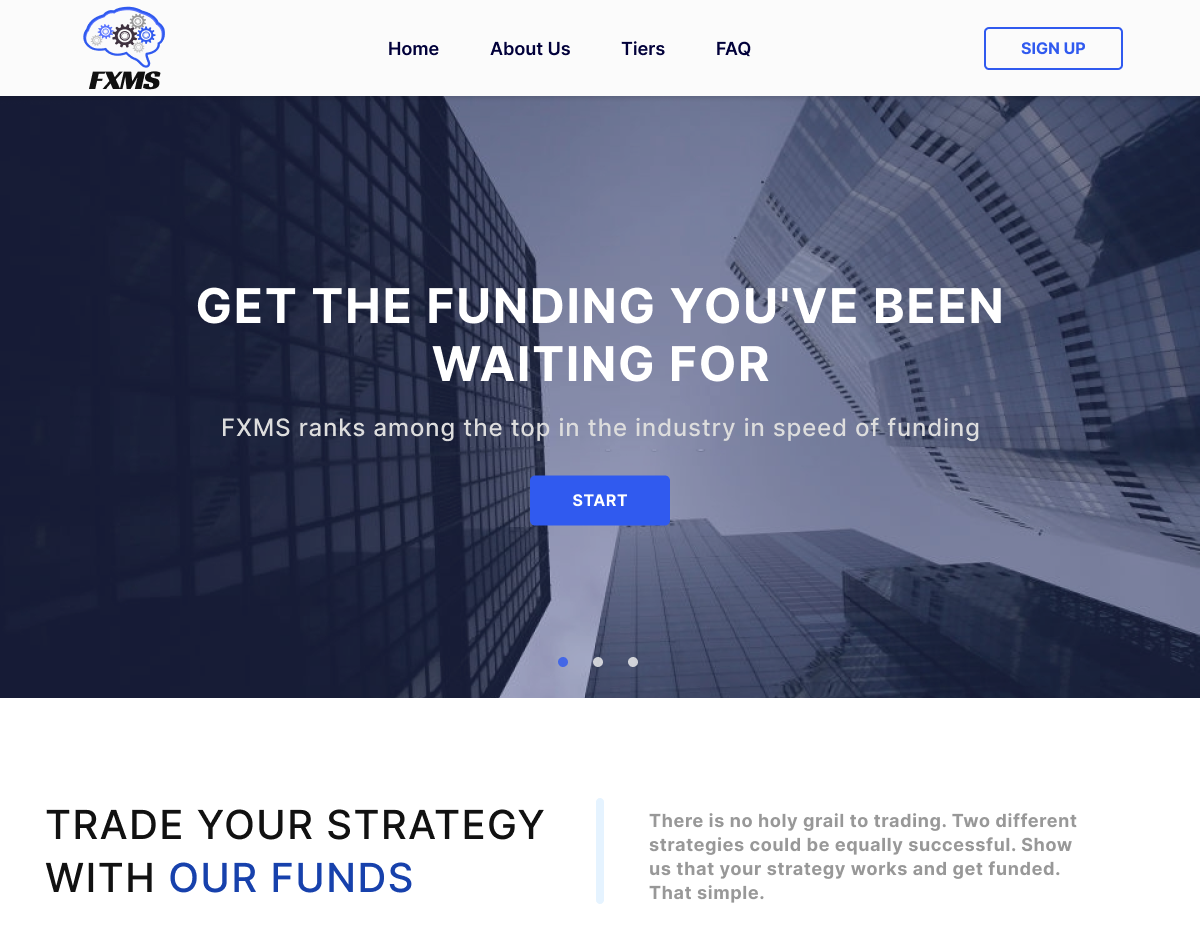 FXMS
Home
About Us
Tiers
FAQ
SIGN UP
GET THE FUNDING YOU'VE BEEN
WAITING FOR
FXMS ranks among the top in the industry in speed of funding
START
TRADE YOUR STRATEGY
WITH OUR FUNDS
There is no holy grail to trading. Two different
strategies could be equally successful. Show
us that your strategy works and get funded.
That simple.